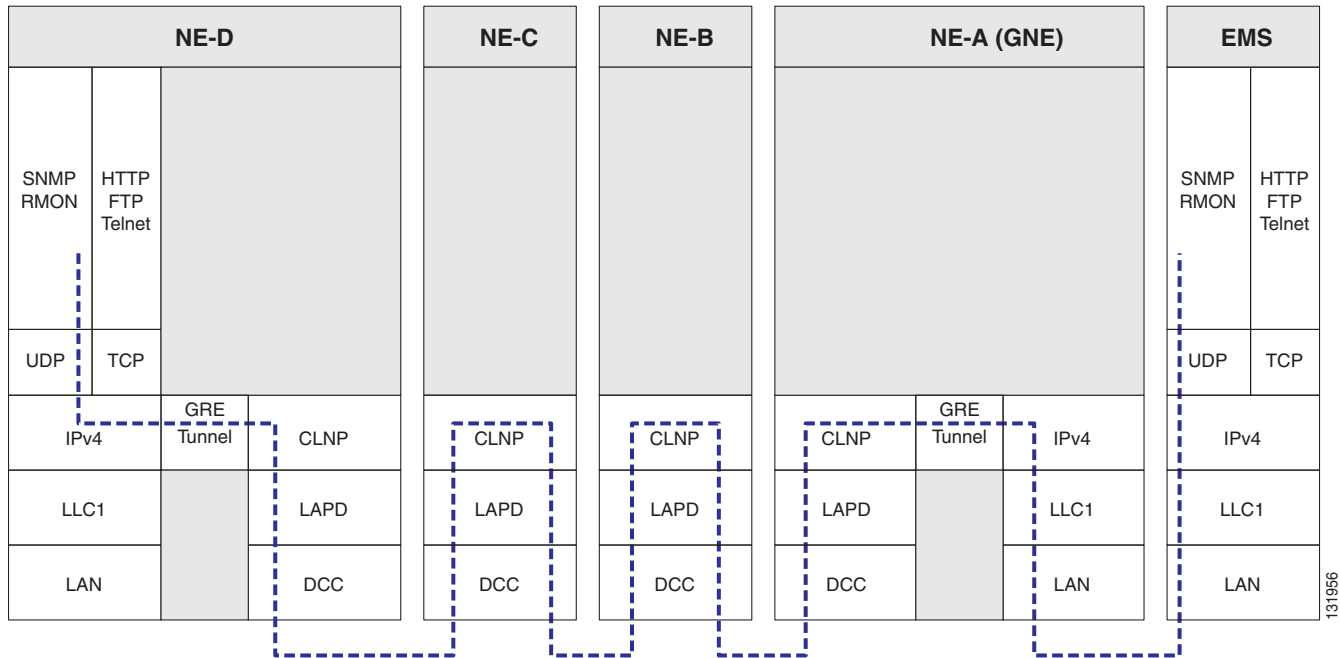 NE-D
NE-C
NE-B
NE-A (GNE)
EMS
SNMP
RMON
HTTP
FTP
Telnet
SNMP
RMON
HTTP
FTP
Telnet
UDP
TCP
UDP
TCP
IPv4
GRE
Tunnel
CLNP
CLNP
CLNP
CLNP
GRE
Tunnel
IPv4
IPv4
LLC1
LAPD
LAPD
LAPD
LAPD
LLC1
LLC1
LAN
DCC
DCC
DCC
DCC
LAN
LAN
131956